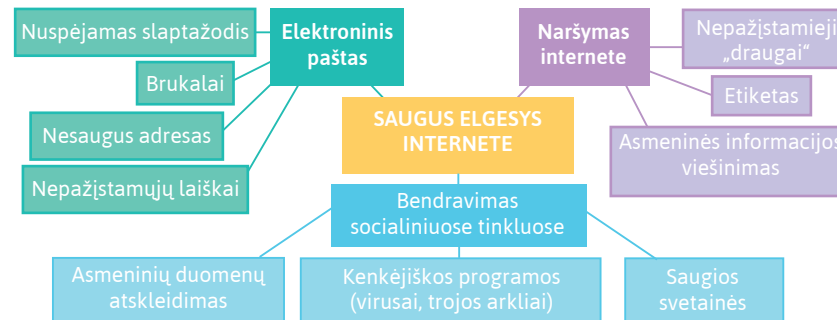 Nuspėjamas slaptažodis
Brukalai
Nesaugus adresas
Nepažįstamųjų laiškai
Elektroninis
paštas
Naršymas
internete
Nepažįstamieji
„draugai“
Etiketas
Asmeninės informacijos
viešinimas
SAUGUS ELGESYS
INTERNETE
Bendravimas
socialiniuose tinkluose
Asmeninių duomenų
atskleidimas
Kenkėjiškos programos
(virusai, trojos arkliai)
Saugios
svetainės